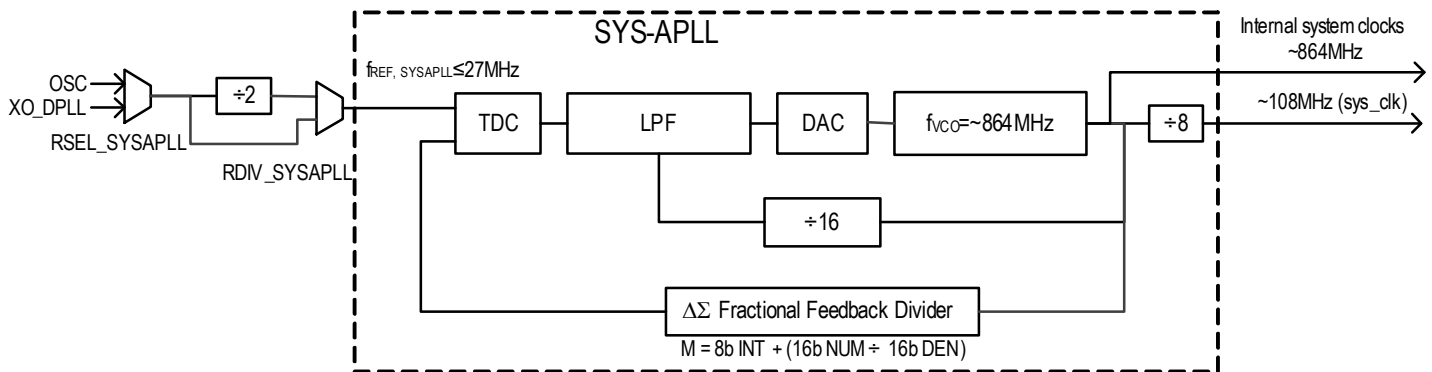 SYS-APLL
Internal system clocks
~864MHz
fREF, SYSAPLL≤27MHz
OSC
XO_DPLL
÷2
RSEL_SYSAPLL
RDIV_SYSAPLL
TDC
LPF
DAC
fVCO=~864MHz
÷8
~108MHz (sys_clk)
÷16
ΔΣ Fractional Feedback Divider
M = 8b INT + (16b NUM ÷ 16b DEN)